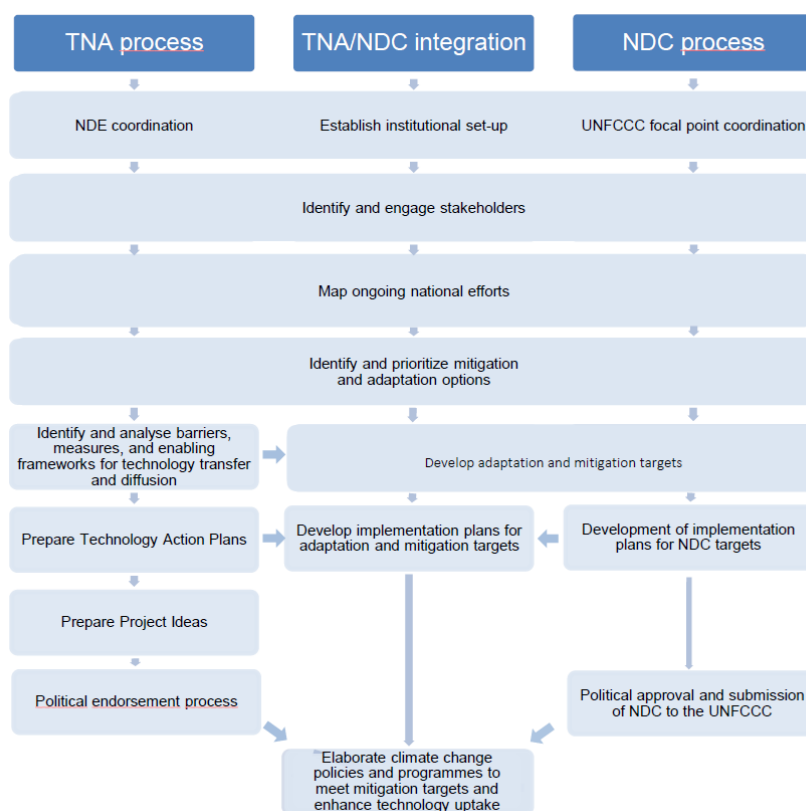 TNA process
TNA/NDC integration
NDC process
NDE coordination
Establish institutional set-up
UNFCCC focal point coordination
Identify and engage stakeholders
Map ongoing national efforts
Identify and prioritize mitigation
and adaptation options
Identify and analyse barriers,
measures, and enabling
frameworks for technology transfer
and diffusion
Develop adaptation and mitigation targets
Prepare Technology Action Plans
Develop implementation plans for
adaptation and mitigation targets
Development of implementation
plans for NDC targets
Prepare Project Ideas
Political endorsement process
Political approval and submission
of NDC to the UNFCCC
Elaborate climate change
policies and programmes to
meet mitigation targets and
enhance technology uptake